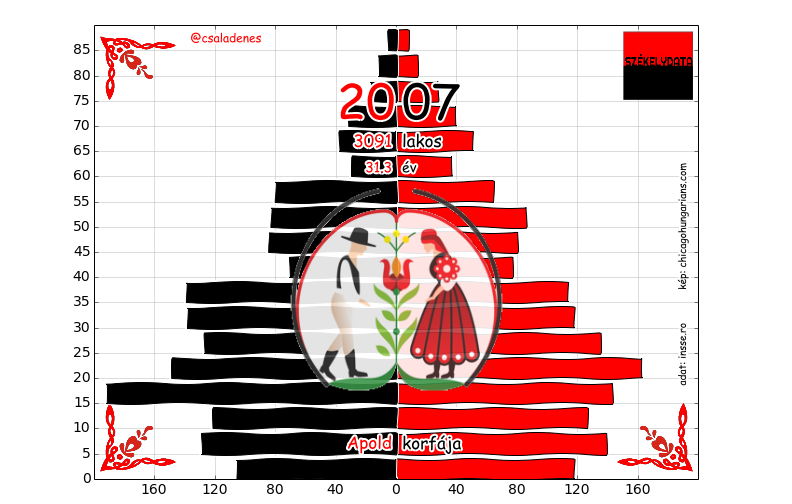 @csaladenes
SZÉKELYDATA
2007
3091 lakos
31.3 év
kép: chicagohungarians.com
adat: insse.ro
Apold korfája
85
80
75
70
65
60
55
50
45
40
35
30
25
20
15
10
5
0
160 120 80 40 0 40 80 120 160